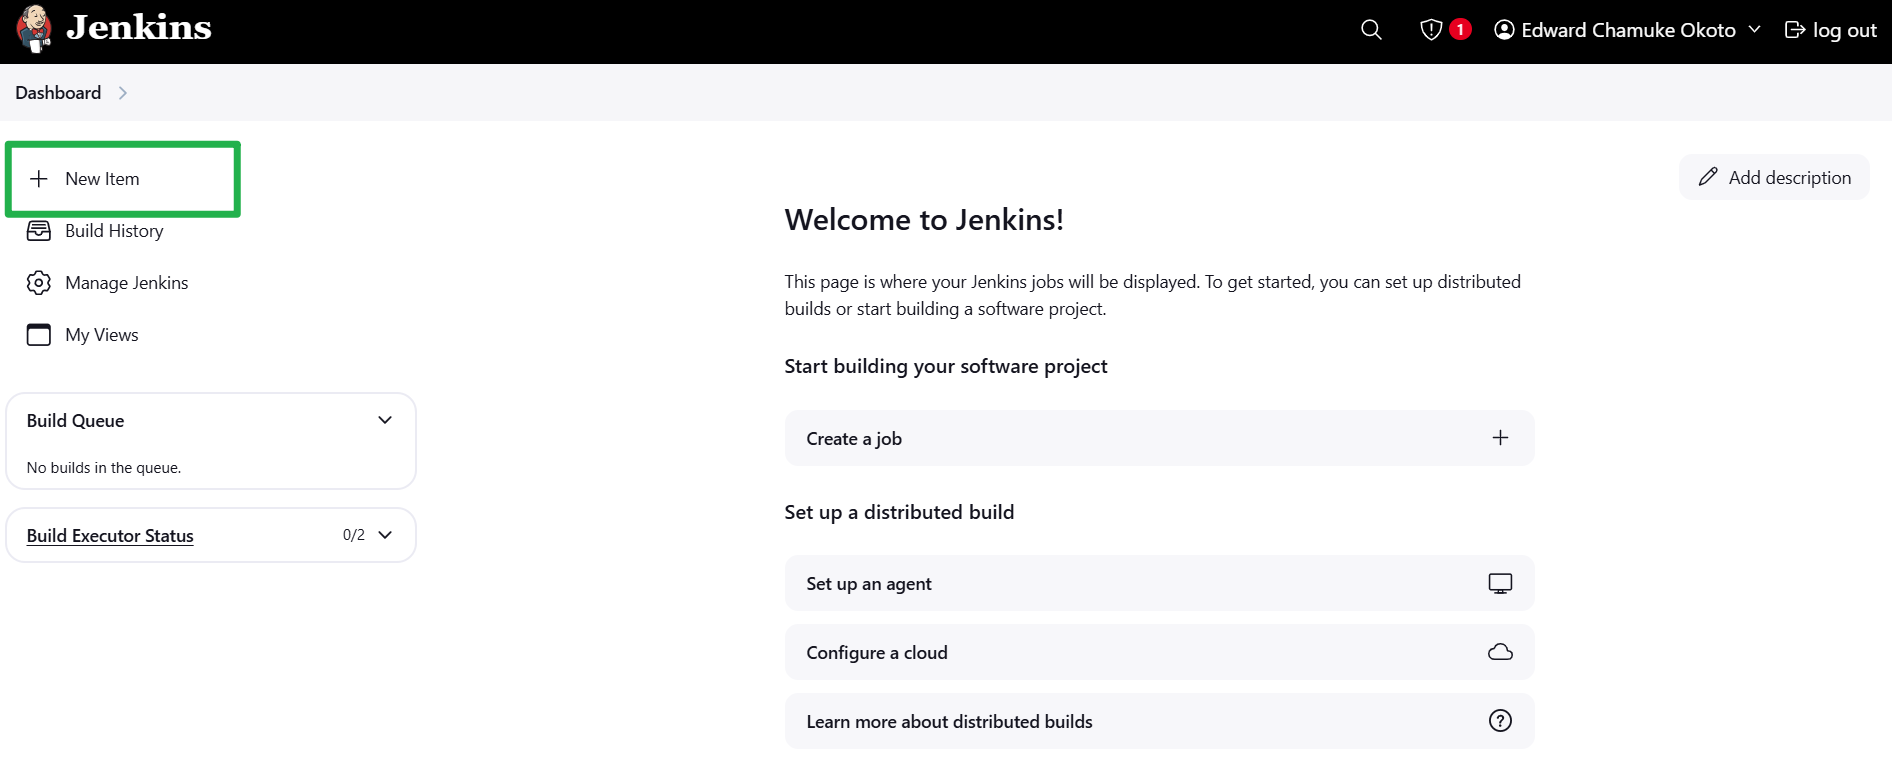 Jenkins
1
Edward Chamuke Okoto
log out
Dashboard
New Item
Build History
Manage Jenkins
My Views
Build Queue
No builds in the queue.
Build Executor Status
0/2
Add description
Welcome to Jenkins!
This page is where your Jenkins jobs will be displayed. To get started, you can set up distributed
builds or start building a software project.
Start building your software project
Create a job
Set up a distributed build
Set up an agent
Configure a cloud
Learn more about distributed builds